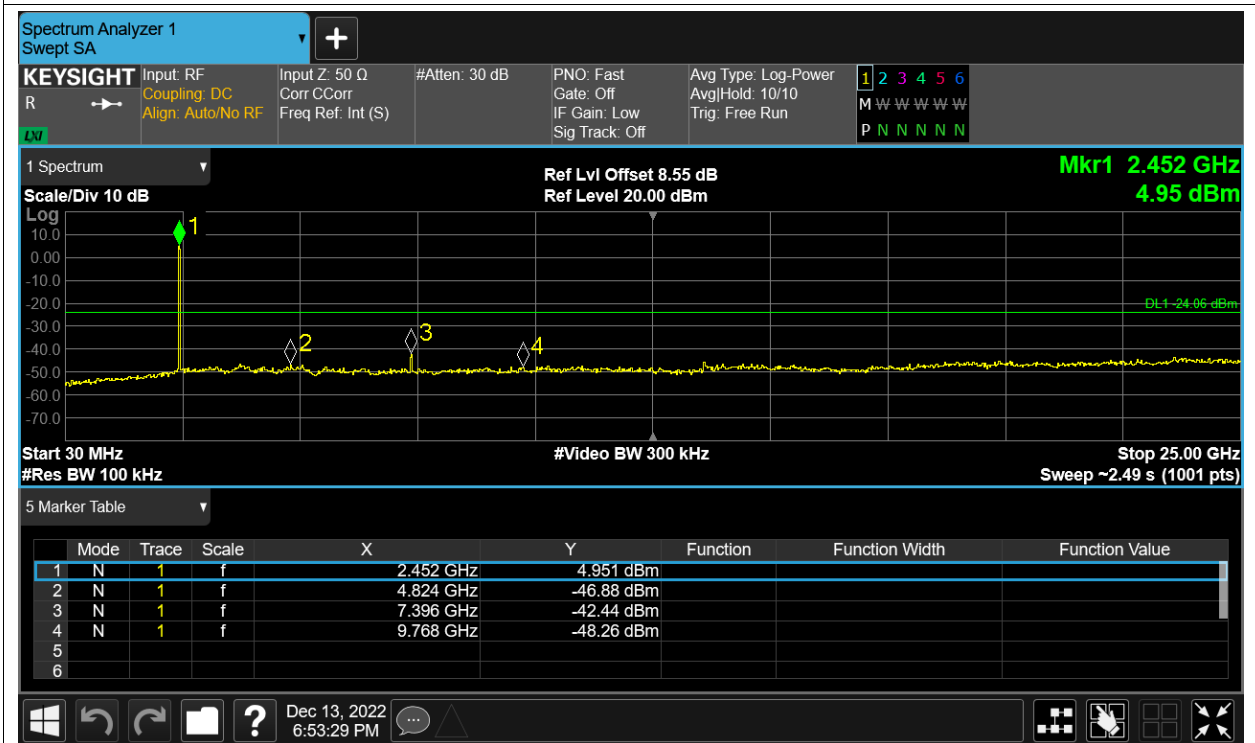 Spectrum Analyzer 1
Swept SA
KEYSIGHT Input: RF Input Z: 50 Ω #Atten: 30 dB PNO: Fast Avg Type: Log-Power 1 2 3 4 5 6
R Coupling: DC Corr CCorr Gate: Off Avg|Hold: 10/10 M W W W W W
Align: Auto/No RF Freq Ref: Int (S) IF Gain: Low Trig: Free Run
LXI Sig Track: Off P N N N N N
1 Spectrum Ref Lvl Offset 8.55 dB Mkr1 2.452 GHz
Scale/Div 10 dB Ref Level 20.00 dBm 4.95 dBm
Log
1
10.0
0.00
-10.0
-20.0
DL1 -24.06 dBm
-30.0
2 3 4
-40.0
-50.0
-60.0
-70.0
Start 30 MHz #Video BW 300 kHz Stop 25.00 GHz
#Res BW 100 kHz Sweep ~2.49 s (1001 pts)
5 Marker Table
Mode Trace Scale X Y Function Function Width Function Value
1 N 1 f 2.452 GHz 4.951 dBm
2 N 1 f 4.824 GHz -46.88 dBm
3 N 1 f 7.396 GHz -42.44 dBm
4 N 1 f 9.768 GHz -48.26 dBm
5
6
? Dec 13, 2022
6:53:29 PM